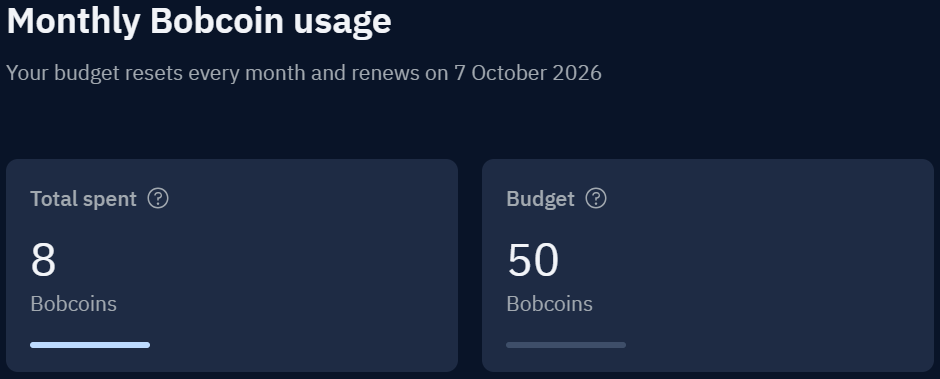 Monthly Bobcoin usage
Your budget resets every month and renews on 7 October 2026
Total spent
8
Bobcoins
Budget
50
Bobcoins